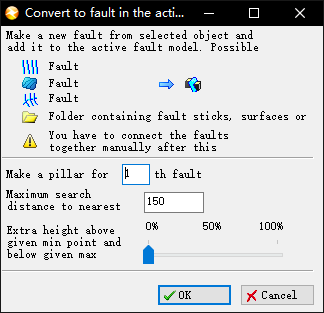 Convert to fault in the acti...
Make a new fault from selected object and
add it to the active fault model. Possible
Fault
Fault
Fault
Folder containing fault sticks, surfaces or
You have to connect the faults
together manually after this
Make a pillar for 1 th fault
Maximum search
distance to nearest
150
Extra height above
given min point and
below given max
0% 50% 100%
OK Cancel